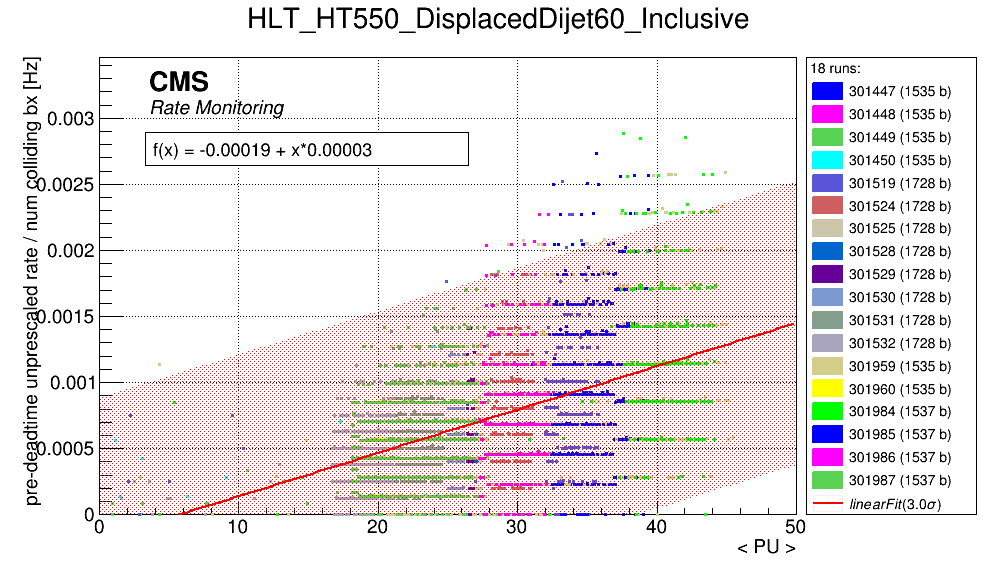 HLT_HT550_DisplacedDijet60_Inclusive
CMS
Rate Monitoring
f(x) = -0.00019 + x*0.00003
pre-deadtime unprescaled rate / num colliding bx [Hz]
0.003
0.0025
0.002
0.0015
0.001
0.0005
0
0 10 20 30 40 50
< PU >
18 runs:
301447 (1535 b)
301448 (1535 b)
301449 (1535 b)
301450 (1535 b)
301519 (1728 b)
301524 (1728 b)
301525 (1728 b)
301528 (1728 b)
301529 (1728 b)
301530 (1728 b)
301531 (1728 b)
301532 (1728 b)
301959 (1535 b)
301960 (1535 b)
301984 (1537 b)
301985 (1537 b)
301986 (1537 b)
301987 (1537 b)
linearFit(3.0σ)